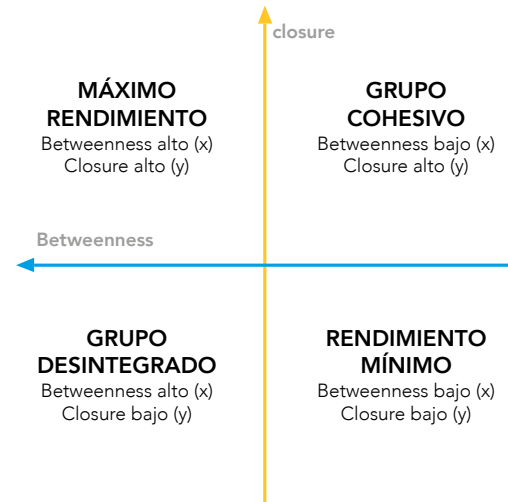 closure
MÁXIMO
RENDIMIENTO
Betweenness alto (x)
Closure alto (y)
GRUPO
COHESIVO
Betweenness bajo (x)
Closure alto (y)
Betweenness
GRUPO
DESINTEGRADO
Betweenness alto (x)
Closure bajo (y)
RENDIMIENTO
MÍNIMO
Betweenness bajo (x)
Closure bajo (y)